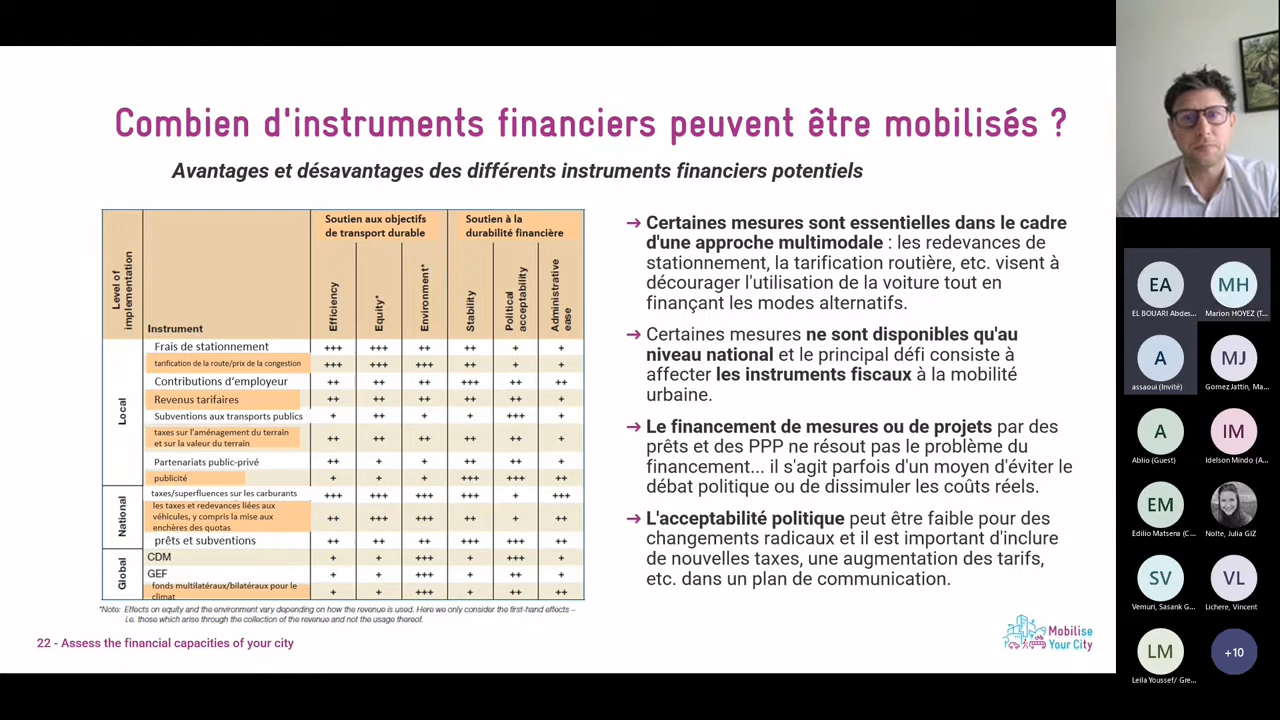 Combien d'instruments financiers peuvent être mobilisés ?
Avantages et désavantages des différents instruments financiers potentiels
Level of implementation
Instrument
Soutien aux objectifs de transport durable
Soutien à la durabilité financière
Efficiency
Equity*
Environment*
Stability
Political acceptability
Administrative ease
Local
Frais de stationnement +++ +++ ++ ++ + +
tarification de la route/prix de la congestion +++ +++ +++ ++ + +
Contributions d'employeur ++ ++ ++ +++ ++ ++
Revenus tarifaires ++ ++ ++ ++ ++ +
Subventions aux transports publics + ++ + + +++ +
taxes sur l'aménagement du terrain
et sur la valeur du terrain ++ ++ ++ ++ ++ +
Partenariats public-privé ++ + + ++ ++ +
publicité + + + +++ +++ ++
National
taxes/superfluences sur les carburants +++ +++ +++ +++ + +++
les taxes et redevances liées aux
véhicules, y compris la mise aux
enchères des quotas ++ +++ +++ ++ + ++
prêts et subventions ++ ++ ++ +++ +++ ++
Global
CDM + + +++ + +++ +
GEF + + +++ + ++ +
fonds multilatéraux/bilatéraux pour le
climat + + +++ + ++ ++
*Note: Effects on equity and the environment vary depending on how the revenue is used. Here we only consider the first-hand effects –
i.e. those which arise through the collection of the revenue and not the usage thereof.
→ Certaines mesures sont essentielles dans le cadre
d'une approche multimodale : les redevances de
stationnement, la tarification routière, etc. visent à
décourager l'utilisation de la voiture tout en
finançant les modes alternatifs.
→ Certaines mesures ne sont disponibles qu'au
niveau national et le principal défi consiste à
affecter les instruments fiscaux à la mobilité
urbaine.
→ Le financement de mesures ou de projets par des
prêts et des PPP ne résout pas le problème du
financement... il s'agit parfois d'un moyen d'éviter le
débat politique ou de dissimuler les coûts réels.
→ L'acceptabilité politique peut être faible pour des
changements radicaux et il est important d'inclure
de nouvelles taxes, une augmentation des tarifs,
etc. dans un plan de communication.
22 - Assess the financial capacities of your city
Mobilise
Your City
EA
EL BOUARI Abdes...
MH
Marion HOYEZ (T...
A
assaoui (Invité)
MJ
Gomez Jattin, Ma...
A
Ablio (Guest)
IM
Idelson Mindo (A...
EM
Edilio Matsena (C...
Nolte, Julia GIZ
SV
Vemuri, Sasank G...
VL
Lichere, Vincent
LM
Leila Youssef/ Gre...
+10